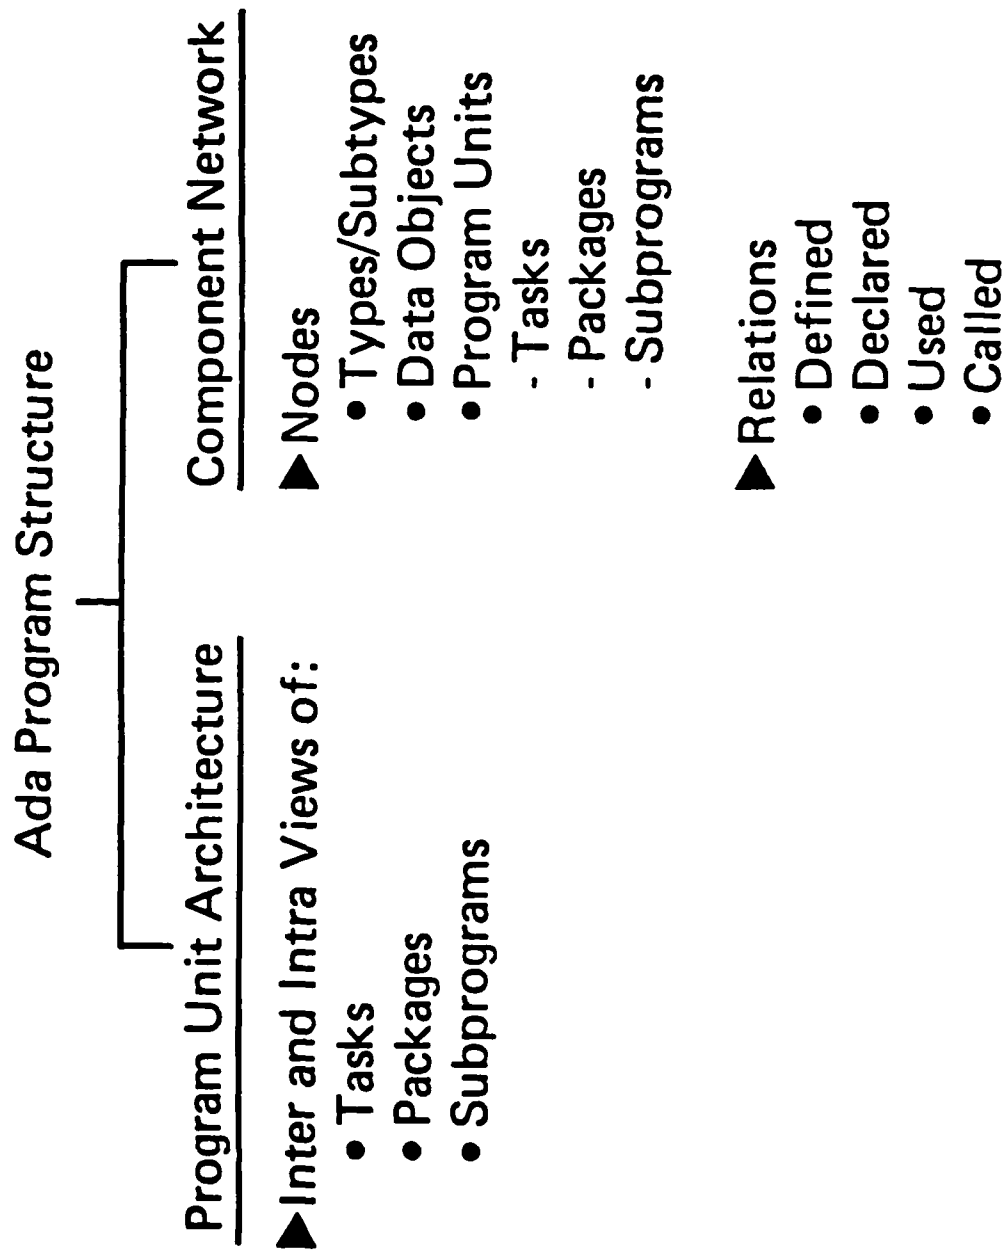 Ada Program Structure
Program Unit Architecture
▶ Inter and Intra Views of:
• Tasks
• Packages
• Subprograms
Component Network
▶ Nodes
• Types/Subtypes
• Data Objects
• Program Units
- Tasks
- Packages
- Subprograms
▶ Relations
• Defined
• Declared
• Used
• Called